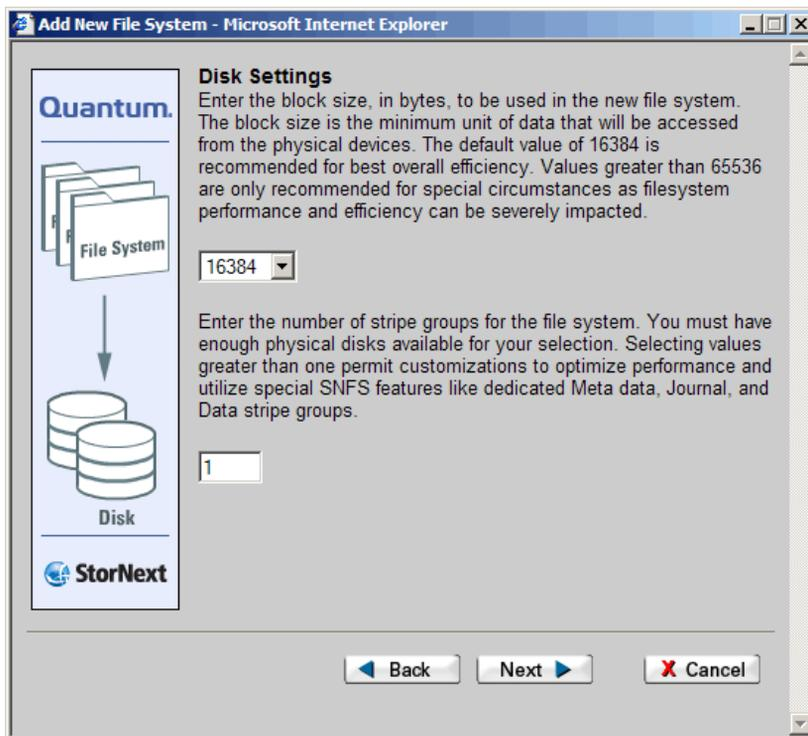 Add New File System - Microsoft Internet Explorer
Quantum.
File System
Disk
StorNext
Disk Settings
Enter the block size, in bytes, to be used in the new file system.
The block size is the minimum unit of data that will be accessed
from the physical devices. The default value of 16384 is
recommended for best overall efficiency. Values greater than 65536
are only recommended for special circumstances as filesystem
performance and efficiency can be severely impacted.
16384
Enter the number of stripe groups for the file system. You must have
enough physical disks available for your selection. Selecting values
greater than one permit customizations to optimize performance and
utilize special SNFS features like dedicated Meta data, Journal, and
Data stripe groups.
1
Back
Next
X Cancel